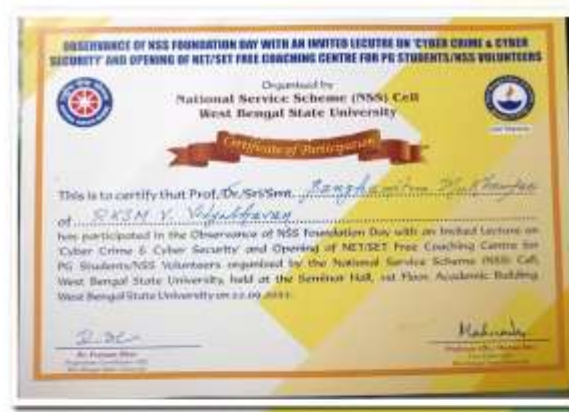 OBSERVANCE OF NSS FOUNDATION DAY WITH AN INVITED LECUTRE ON 'CYBER CRIME & CYBER
SECURITY' AND OPENING OF NET/SET FREE COACHING CENTRE FOR PG STUDENTS/NSS VOLUNTEERS
Organised by
National Service Scheme (NSS) Cell
West Bengal State University
Certificate of Participation
This is to certify that Prof./Dr./Sri/Smt. Sanghamitra Mukherjee
of RKSM V. Vidyabhavan
has participated in the Observance of NSS Foundation Day with an Invited Lecture on
'Cyber Crime & Cyber Security' and Opening of NET/SET Free Coaching Centre for
PG Students/NSS Volunteers organised by the National Service Scheme (NSS) Cell,
West Bengal State University, held at the Seminar Hall, 1st Floor, Academic Building
West Bengal State University on